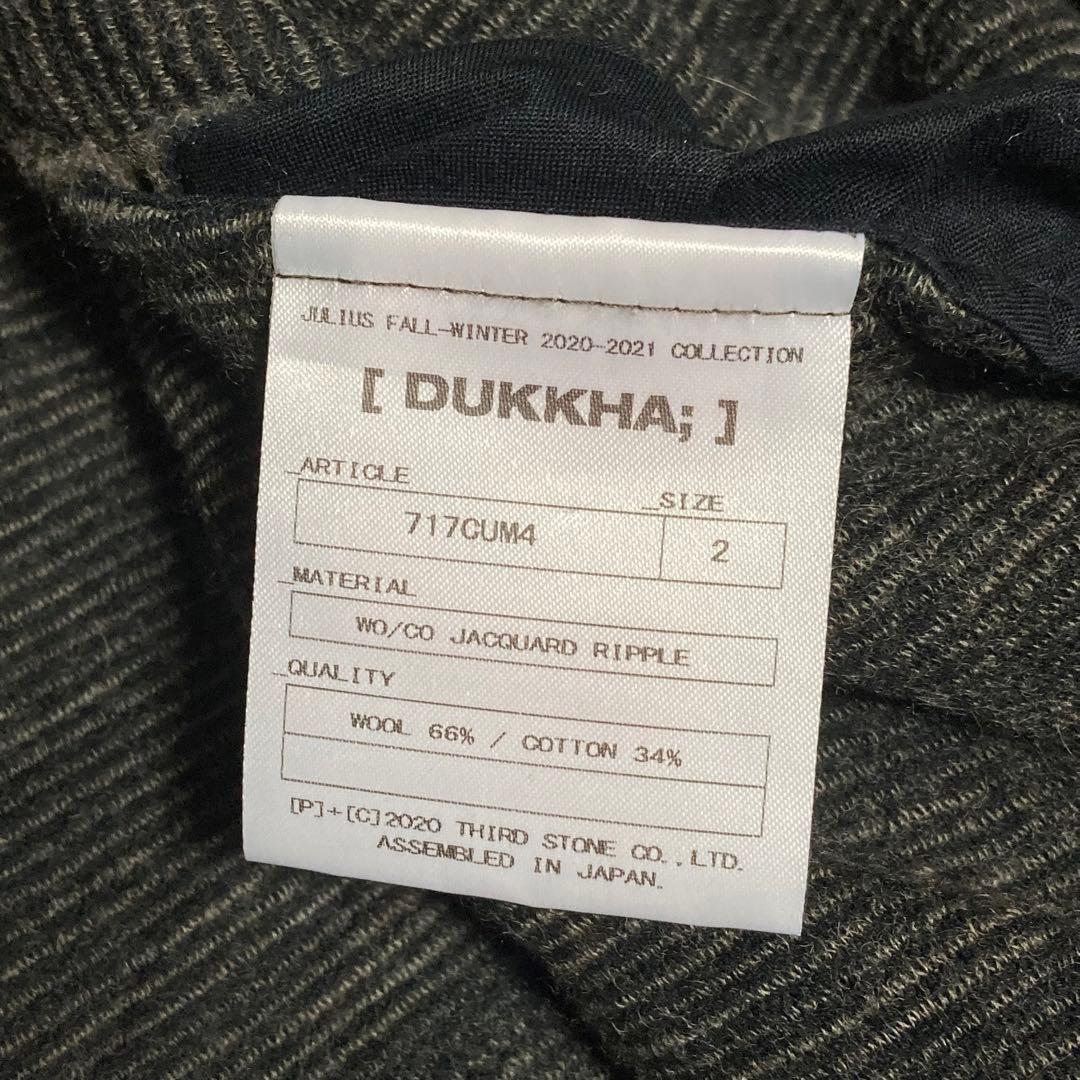 JULIUS FALL-WINTER 2020-2021 COLLECTION
[ DUKKHA; ]
_ARTICLE
_SIZE
717CUM4
2
_MATERIAL
WO/CO JACQUARD RIPPLE
_QUALITY
WOOL 66% / COTTON 34%
[P]+[C]2020 THIRD STONE CO.,LTD.
ASSEMBLED IN JAPAN.